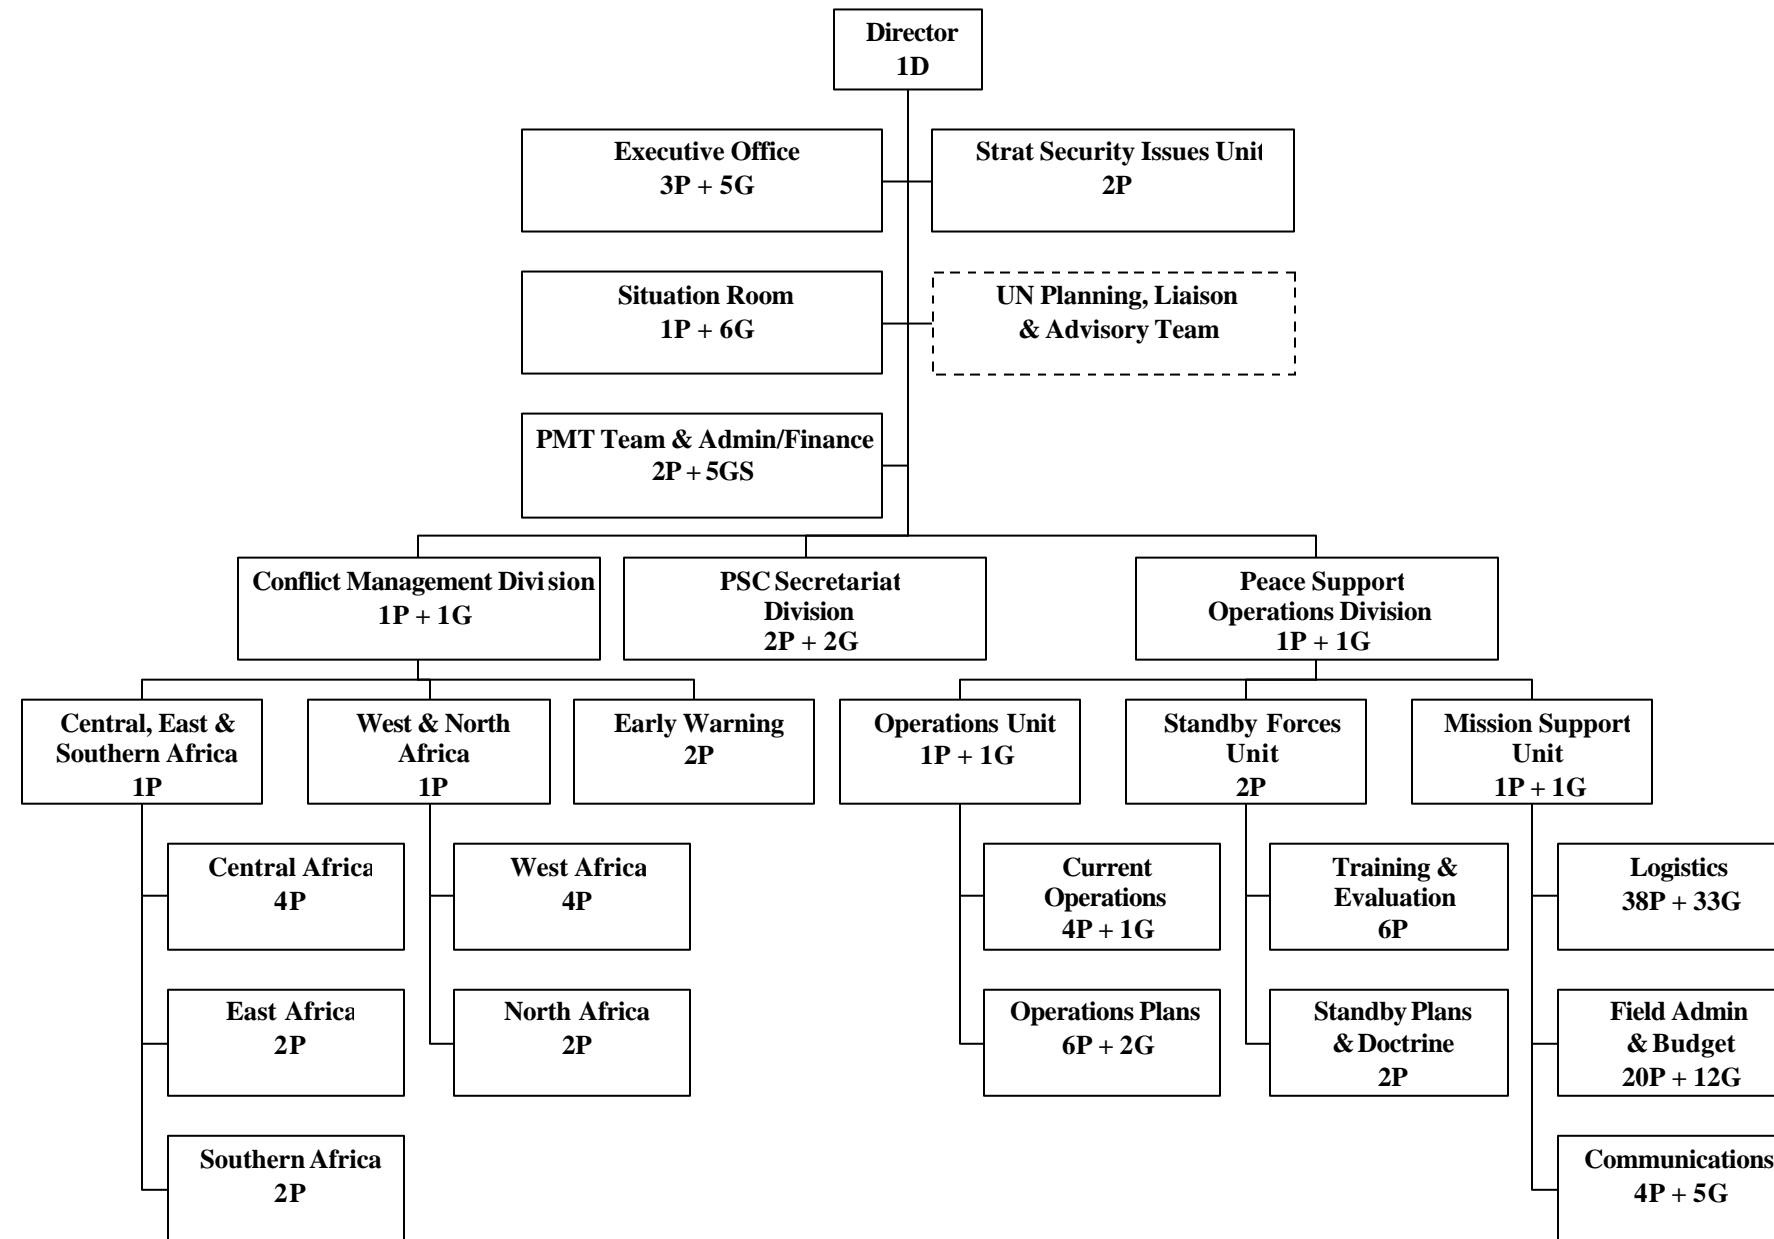 Director
1D
Executive Office
3P + 5G
Strat Security Issues Unit
2P
Situation Room
1P + 6G
UN Planning, Liaison
& Advisory Team
PMT Team & Admin/Finance
2P + 5GS
Conflict Management Division
1P + 1G
PSC Secretariat
Division
2P + 2G
Peace Support
Operations Division
1P + 1G
Central, East &
Southern Africa
1P
West & North
Africa
1P
Early Warning
2P
Operations Unit
1P + 1G
Standby Forces
Unit
2P
Mission Support
Unit
1P + 1G
Central Africa
4P
West Africa
4P
Current
Operations
4P + 1G
Training &
Evaluation
6P
Logistics
38P + 33G
East Africa
2P
North Africa
2P
Operations Plans
6P + 2G
Standby Plans
& Doctrine
2P
Field Admin
& Budget
20P + 12G
Southern Africa
2P
Communications
4P + 5G